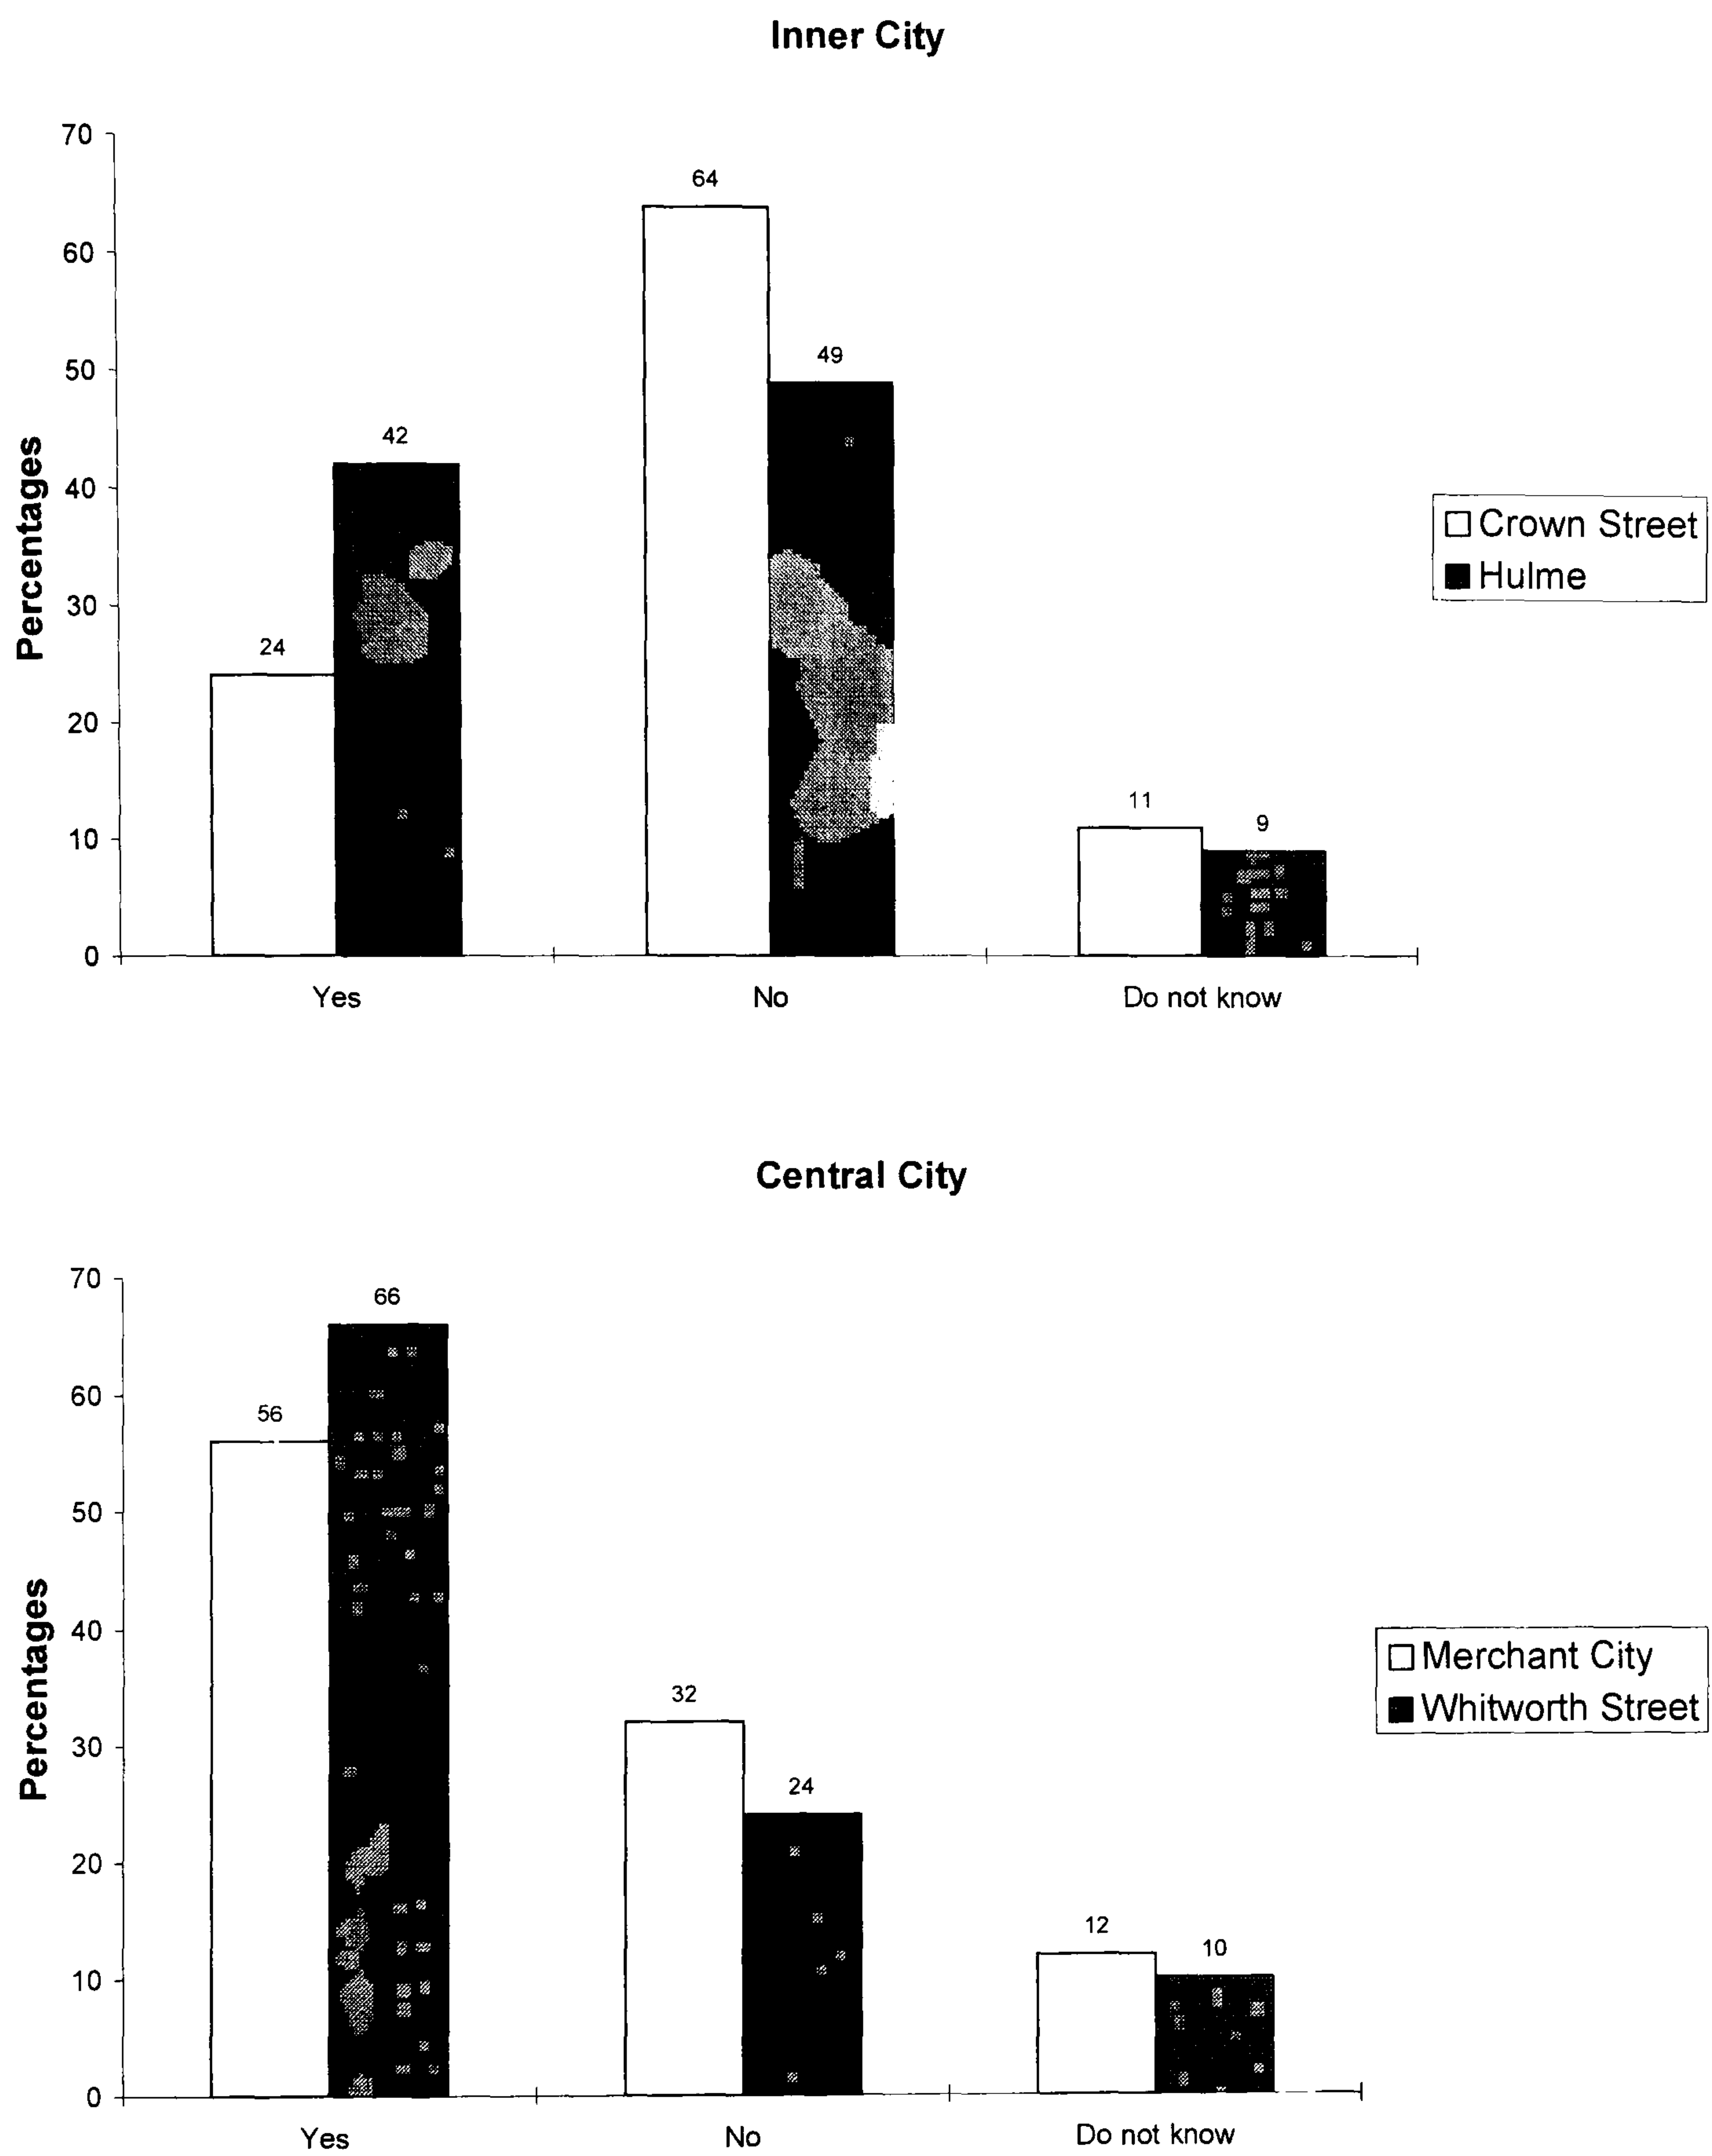 Inner City
70
64
60
50
49
42
40
Percentages
Crown Street
Hulme
30
24
20
11
9
10
0
Yes No Do not know
Central City
70
66
60
56
50
40
Percentages
Merchant City
Whitworth Street
32
30
24
20
12
10
10
0
Yes No Do not know